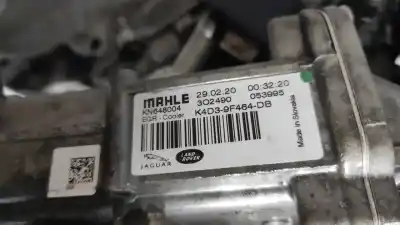 MAHLE 29.02.20 00:32:20
KN648004 3O2490 053995
EGR - Cooler K4D3-9F464-DB
Made in Slovakia
JAGUAR LAND ROVER